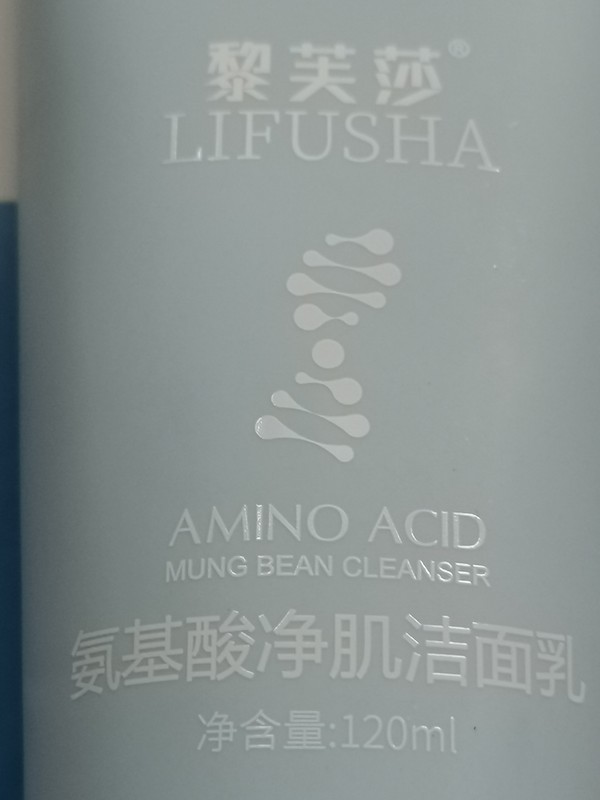 黎芙莎®
LIFUSHA
AMINO ACID
MUNG BEAN CLEANSER
氨基酸净肌洁面乳
净含量:120ml